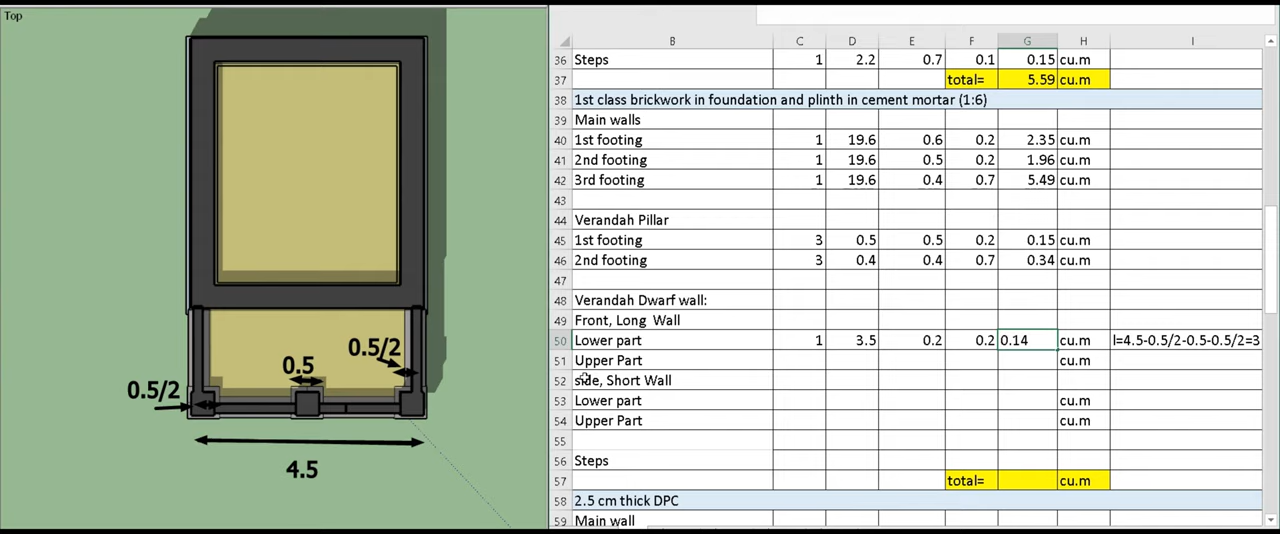 Top
0.5/2
0.5
0.5/2
4.5
B C D E F G H I
36 Steps 1 2.2 0.7 0.1 0.15 cu.m
37 total= 5.59 cu.m
38 1st class brickwork in foundation and plinth in cement mortar (1:6)
39 Main walls
40 1st footing 1 19.6 0.6 0.2 2.35 cu.m
41 2nd footing 1 19.6 0.5 0.2 1.96 cu.m
42 3rd footing 1 19.6 0.4 0.7 5.49 cu.m
43
44 Verandah Pillar
45 1st footing 3 0.5 0.5 0.2 0.15 cu.m
46 2nd footing 3 0.4 0.4 0.7 0.34 cu.m
47
48 Verandah Dwarf wall:
49 Front, Long Wall
50 Lower part 1 3.5 0.2 0.2 0.14 cu.m l=4.5-0.5/2-0.5-0.5/2=3
51 Upper Part cu.m
52 side, Short Wall
53 Lower part cu.m
54 Upper Part cu.m
55
56 Steps
57 total= cu.m
58 2.5 cm thick DPC
59 Main wall